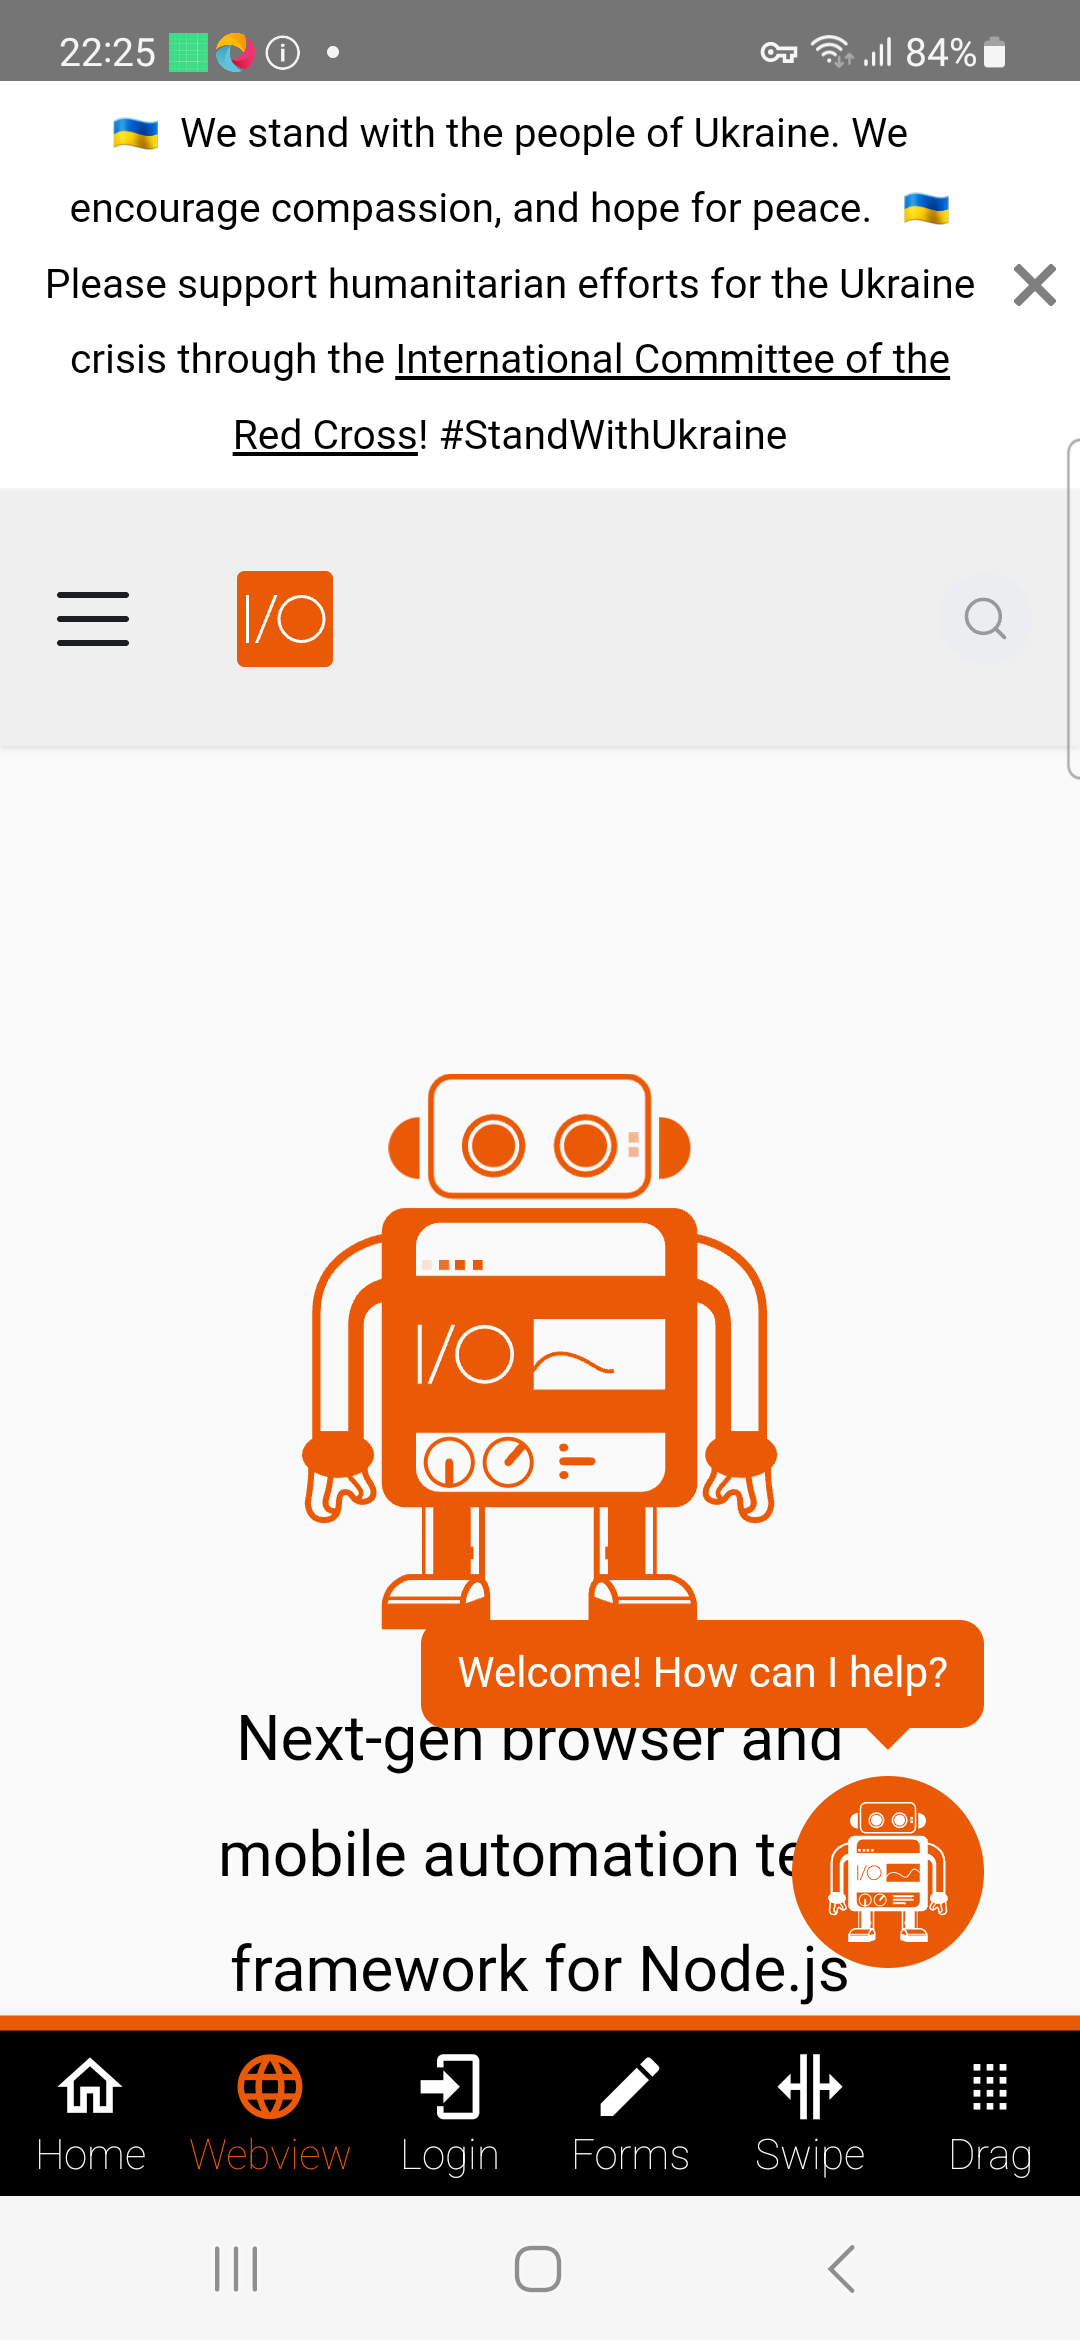 22:25
84%
We stand with the people of Ukraine. We
encourage compassion, and hope for peace.
Please support humanitarian efforts for the Ukraine
crisis through the International Committee of the
Red Cross! #StandWithUkraine
I/O
I/O
Welcome! How can I help?
Next-gen browser and
mobile automation te
I/O
framework for Node.js
Home Webview Login Forms Swipe Drag